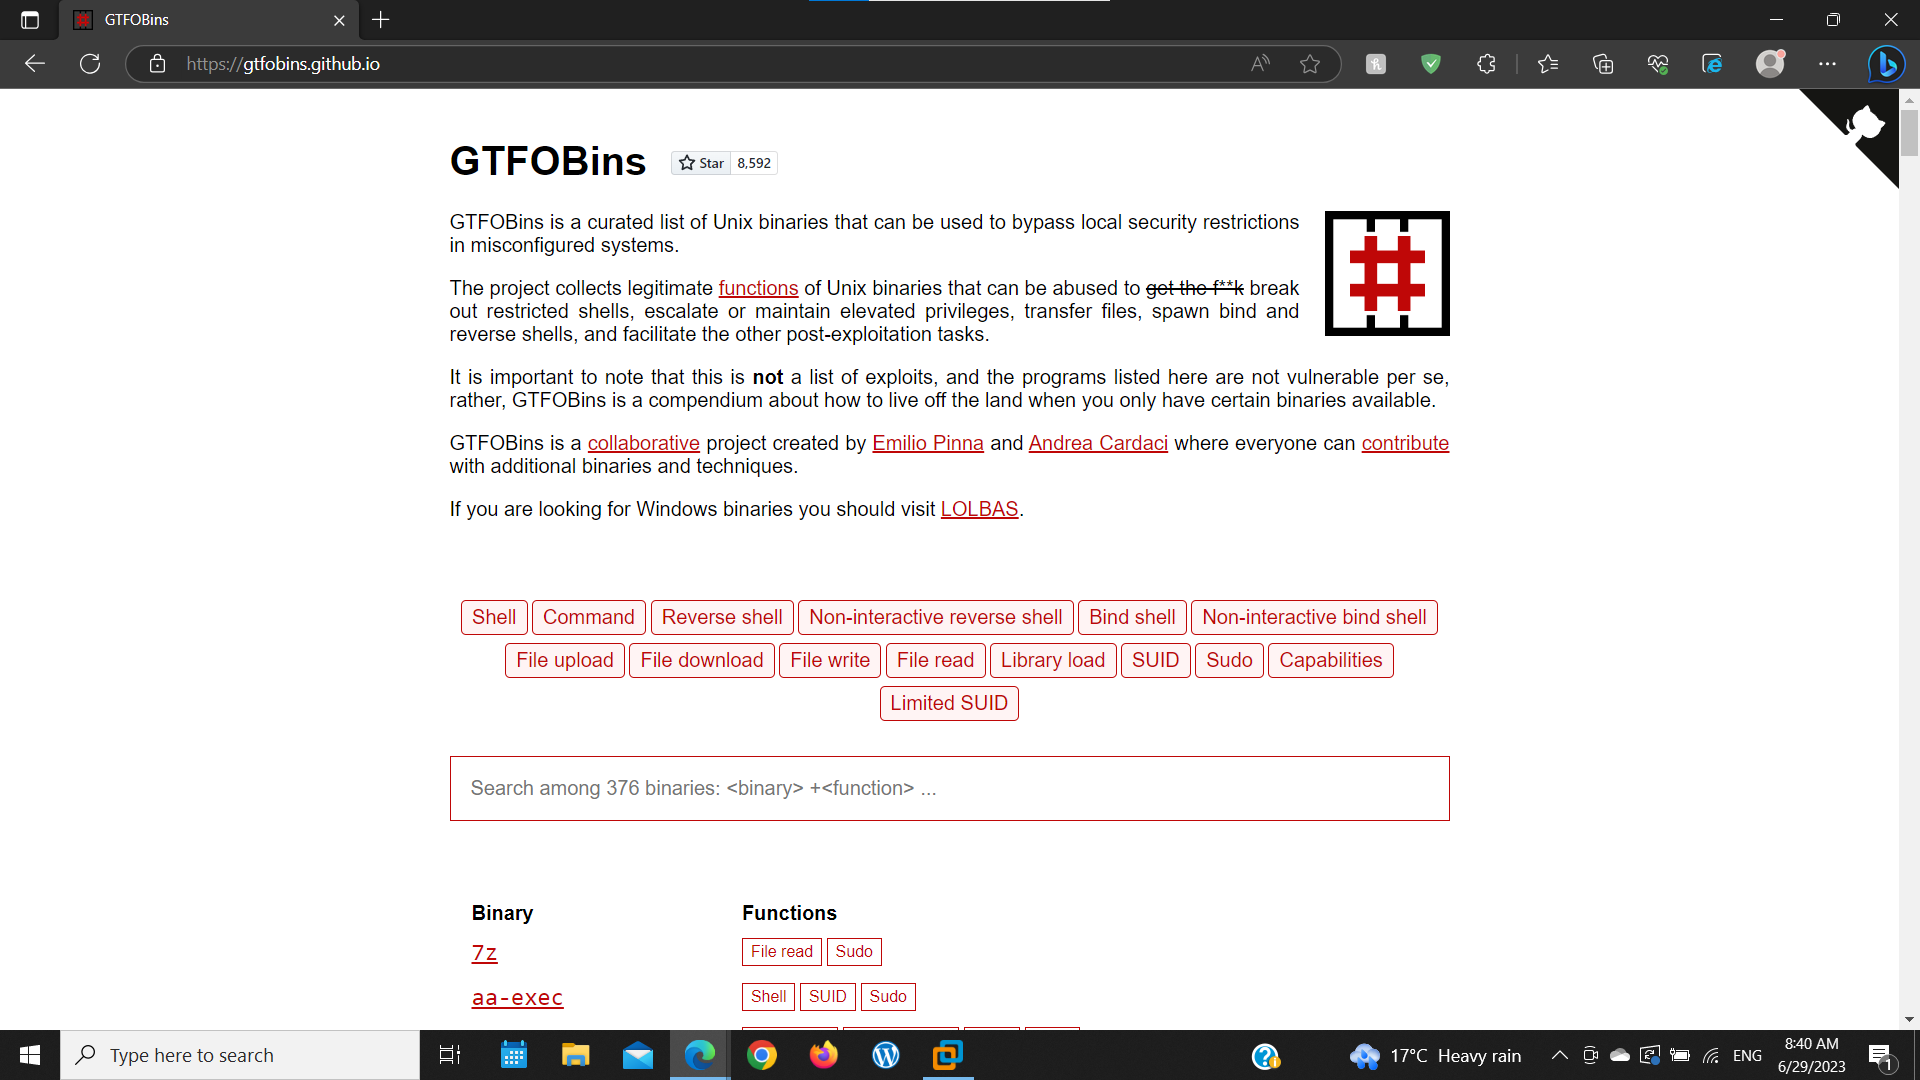 GTFOBins
https://gtfobins.github.io
GTFOBins Star 8,592
GTFOBins is a curated list of Unix binaries that can be used to bypass local security restrictions
in misconfigured systems.
The project collects legitimate functions of Unix binaries that can be abused to get the f**k break
out restricted shells, escalate or maintain elevated privileges, transfer files, spawn bind and
reverse shells, and facilitate the other post-exploitation tasks.
It is important to note that this is not a list of exploits, and the programs listed here are not vulnerable per se,
rather, GTFOBins is a compendium about how to live off the land when you only have certain binaries available.
GTFOBins is a collaborative project created by Emilio Pinna and Andrea Cardaci where everyone can contribute
with additional binaries and techniques.
If you are looking for Windows binaries you should visit LOLBAS.
Shell Command Reverse shell Non-interactive reverse shell Bind shell Non-interactive bind shell
File upload File download File write File read Library load SUID Sudo Capabilities
Limited SUID
Search among 376 binaries: <binary> +<function> ...
Binary Functions
7z File read Sudo
aa-exec Shell SUID Sudo
Type here to search
17°C Heavy rain
ENG
8:40 AM
6/29/2023
1